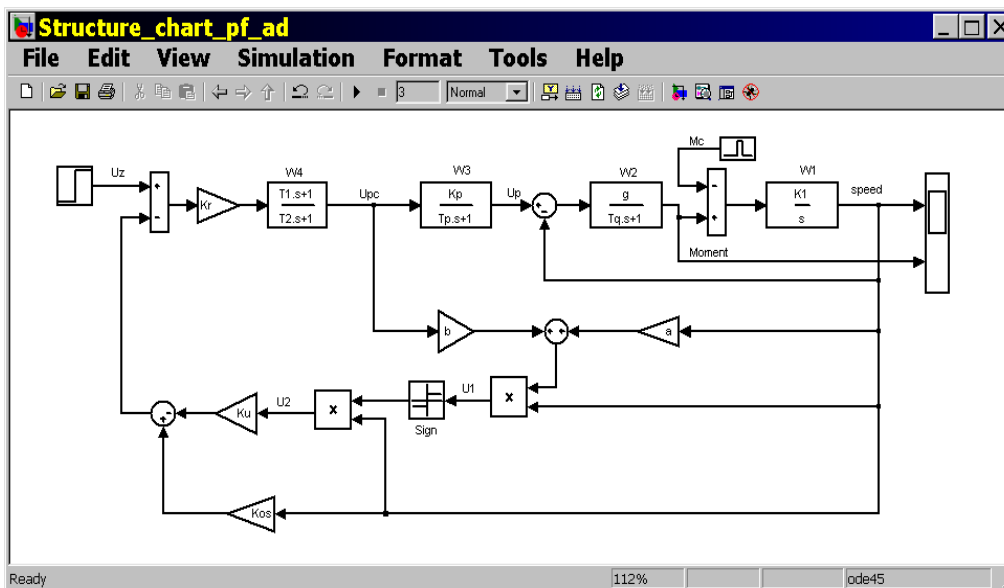 Structure_chart_pf_ad
File Edit View Simulation Format Tools Help
3 Normal
Mc
Uz W4 W3 W2 W1
Kr T1.s+1 Upc Kp Up g K1 speed
T2.s+1 Tp.s+1 Tq.s+1 s
Moment
b a
U1 x
Ku U2 x
Sign
Kos
Ready 112% ode45